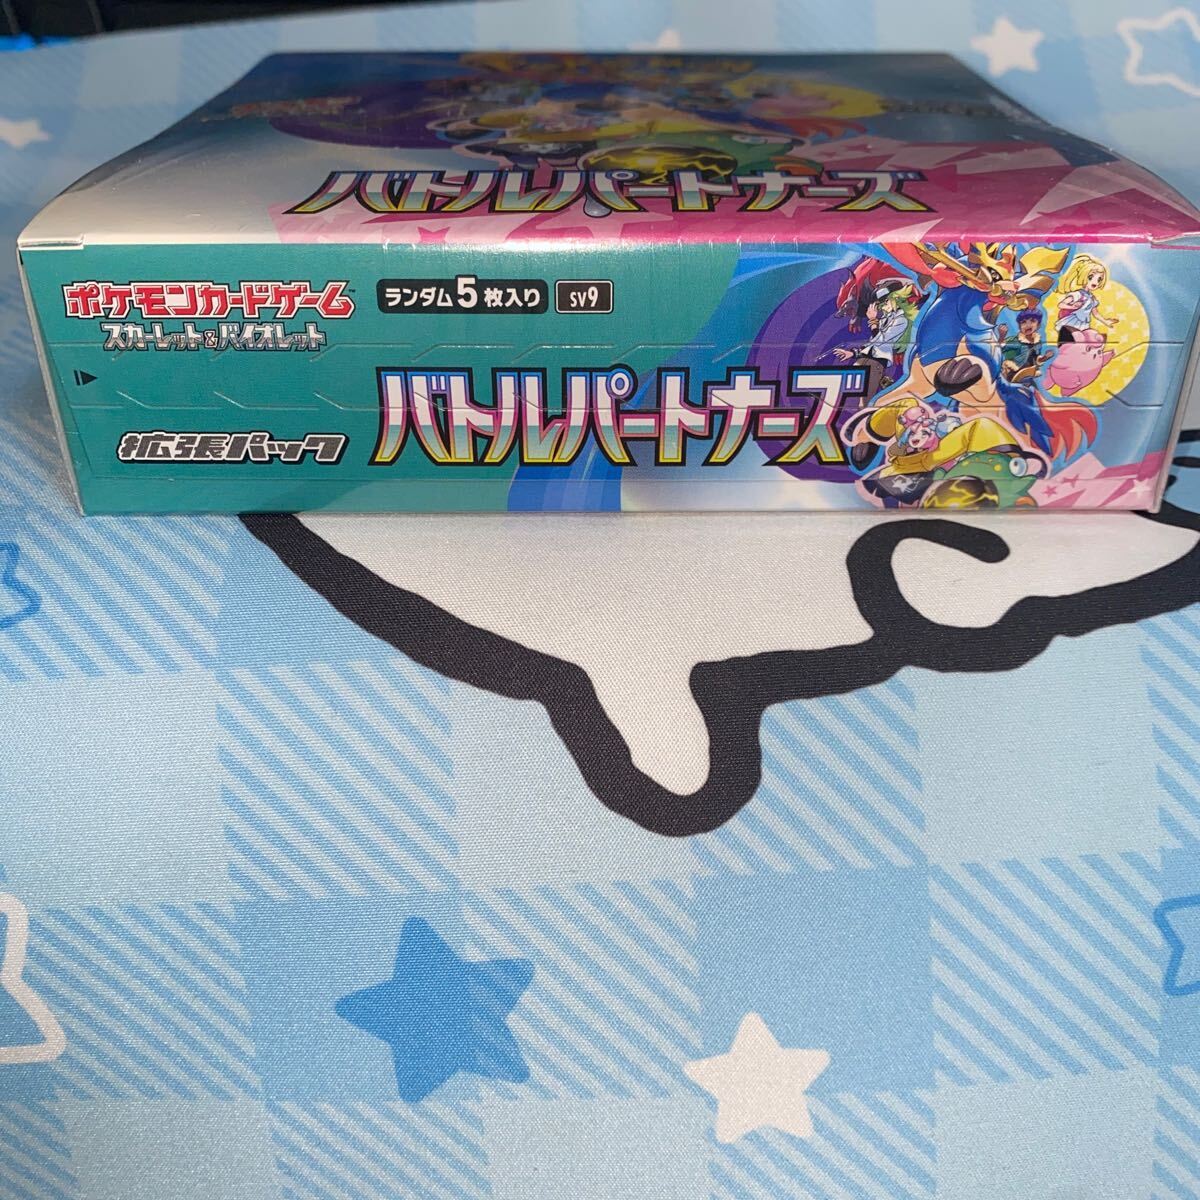 バトルパートナーズ
ポケモンカードゲーム
スカーレット&バイオレット
ランダム5枚入り
SV9
拡張パック
バトルパートナーズ